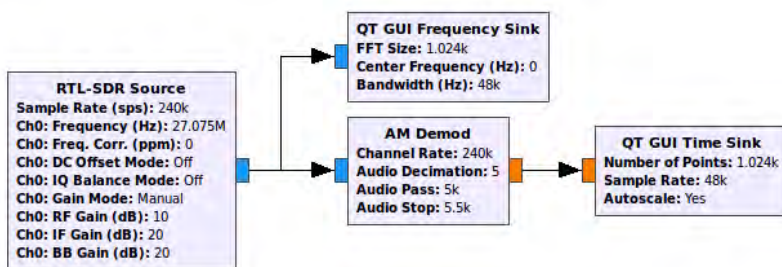 RTL-SDR Source
Sample Rate (sps): 240k
Ch0: Frequency (Hz): 27.075M
Ch0: Freq. Corr. (ppm): 0
Ch0: DC Offset Mode: Off
Ch0: IQ Balance Mode: Off
Ch0: Gain Mode: Manual
Ch0: RF Gain (dB): 10
Ch0: IF Gain (dB): 20
Ch0: BB Gain (dB): 20
QT GUI Frequency Sink
FFT Size: 1.024k
Center Frequency (Hz): 0
Bandwidth (Hz): 48k
AM Demod
Channel Rate: 240k
Audio Decimation: 5
Audio Pass: 5k
Audio Stop: 5.5k
QT GUI Time Sink
Number of Points: 1.024k
Sample Rate: 48k
Autoscale: Yes